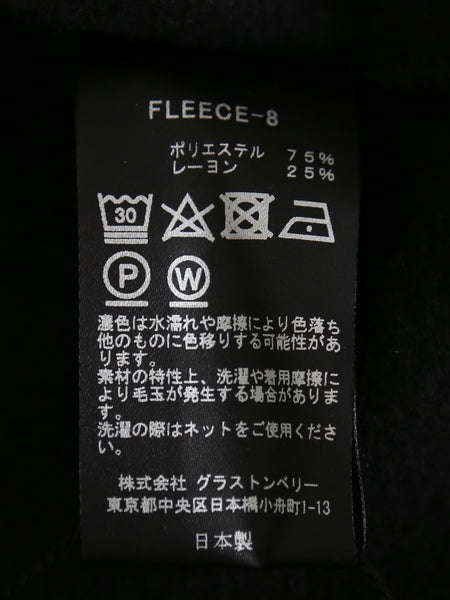 FLEECE-8
ポリエステル 75%
レーヨン 25%
30
P W
濃色は水濡れや摩擦により色落ち
他のものに色移りする可能性があ
ります。
素材の特性上、洗濯や着用摩擦に
より毛玉が発生する場合がありま
す。
洗濯の際はネットをご使用くださ
い。
株式会社 グラストンベリー
東京都中央区日本橋小舟町1-13
日本製